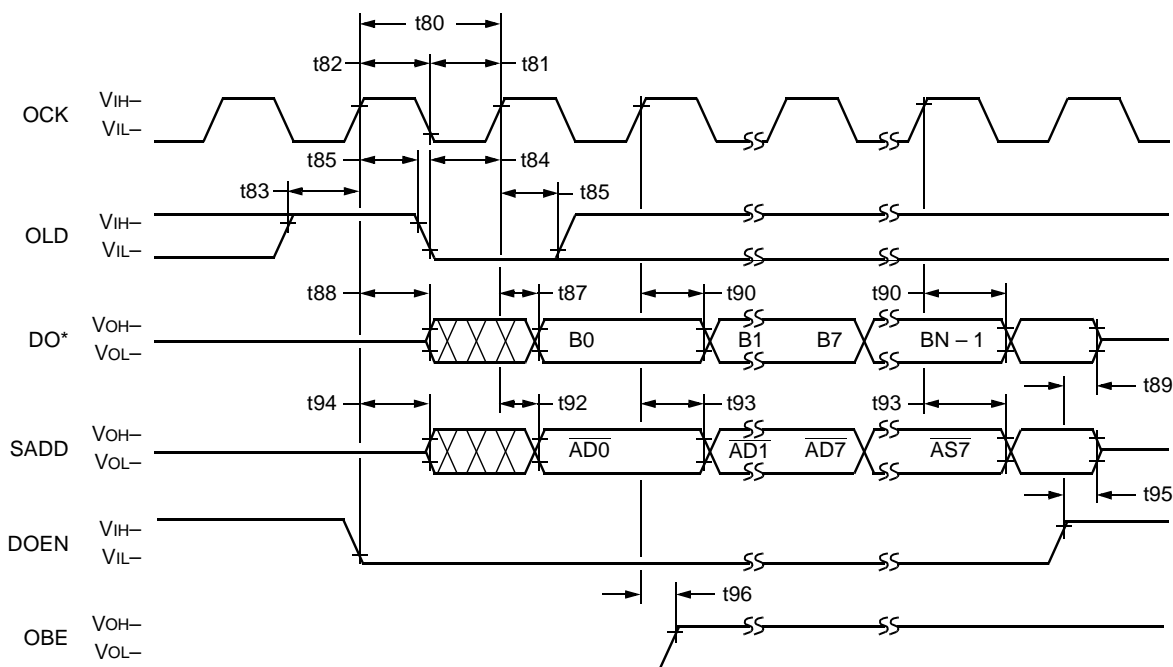 t80
t82 t81
OCK VIH–
VIL–
t85 t84
t83 t85
OLD VIH–
VIL–
t88 t87 t90 t90
DO* VOH–
VOL–
B0 B1 B7 BN – 1
t89
t94 t92 t93 t93
SADD VOH–
VOL–
AD0 AD1 AD7 AS7
t95
DOEN VIH–
VIL–
t96
OBE VOH–
VOL–